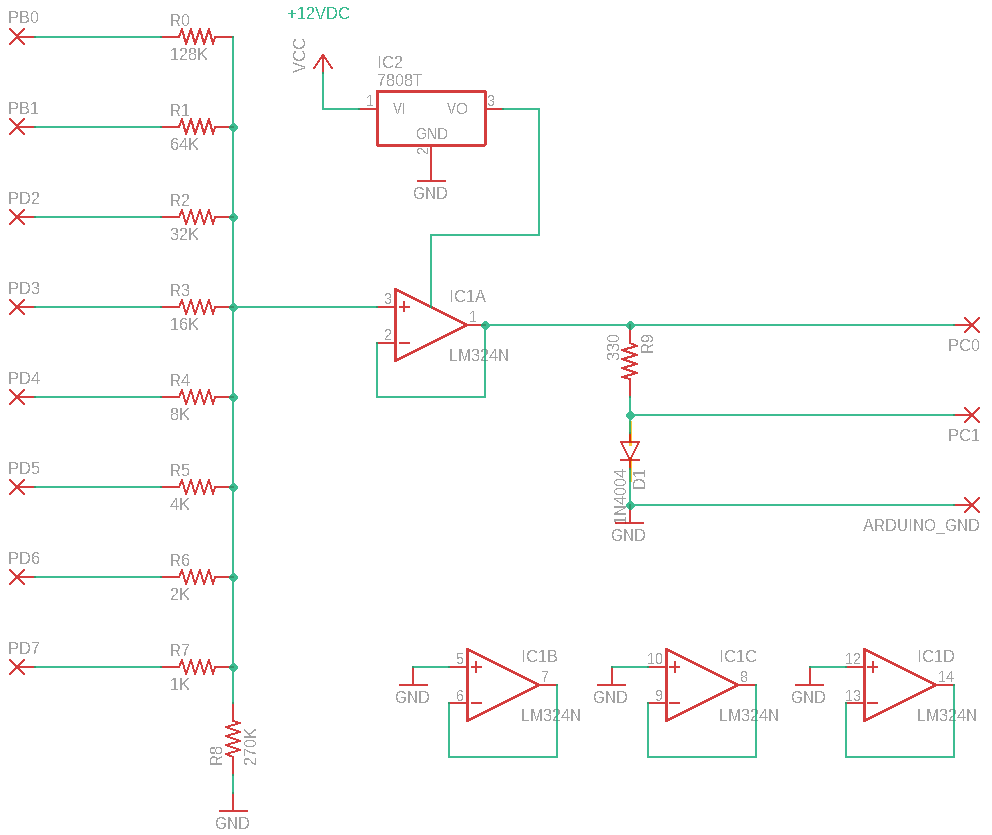 +12VDC
PB0
R0
128K
VCC
IC2
7808T
1
VI
VO
3
GND
2
GND
PB1
R1
64K
PD2
R2
32K
PD3
R3
16K
3
2
1
IC1A
LM324N
PD4
R4
8K
330
R9
PC0
PC1
1N4004
D1
GND
ARDUINO_GND
PD5
R5
4K
PD6
R6
2K
PD7
R7
1K
R8
270K
GND
5
6
7
IC1B
LM324N
GND
10
9
8
IC1C
LM324N
GND
12
13
14
IC1D
LM324N
GND